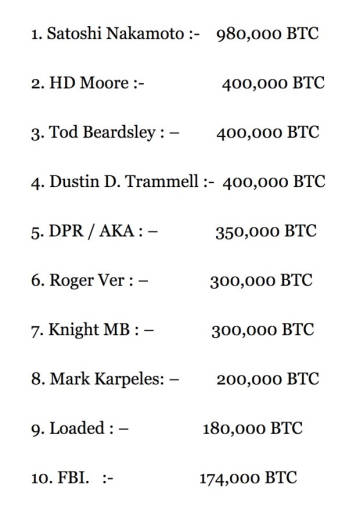 1. Satoshi Nakamoto :- 980,000 BTC
2. HD Moore :- 400,000 BTC
3. Tod Beardsley : – 400,000 BTC
4. Dustin D. Trammell :- 400,000 BTC
5. DPR / AKA : – 350,000 BTC
6. Roger Ver : – 300,000 BTC
7. Knight MB : – 300,000 BTC
8. Mark Karpeles: – 200,000 BTC
9. Loaded : – 180,000 BTC
10. FBI. :- 174,000 BTC